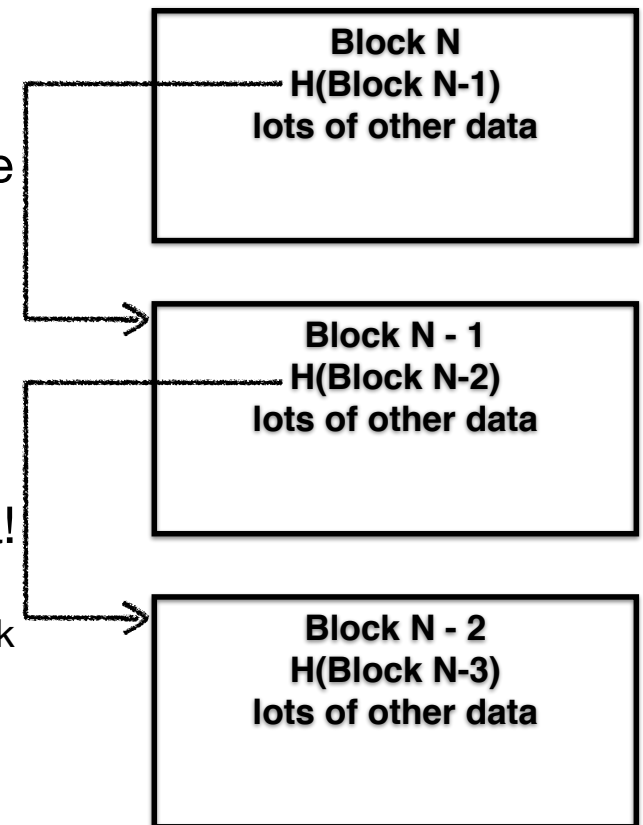 Block N
H(Block N-1)
lots of other data
Block N - 1
H(Block N-2)
lots of other data
Block N - 2
H(Block N-3)
lots of other data